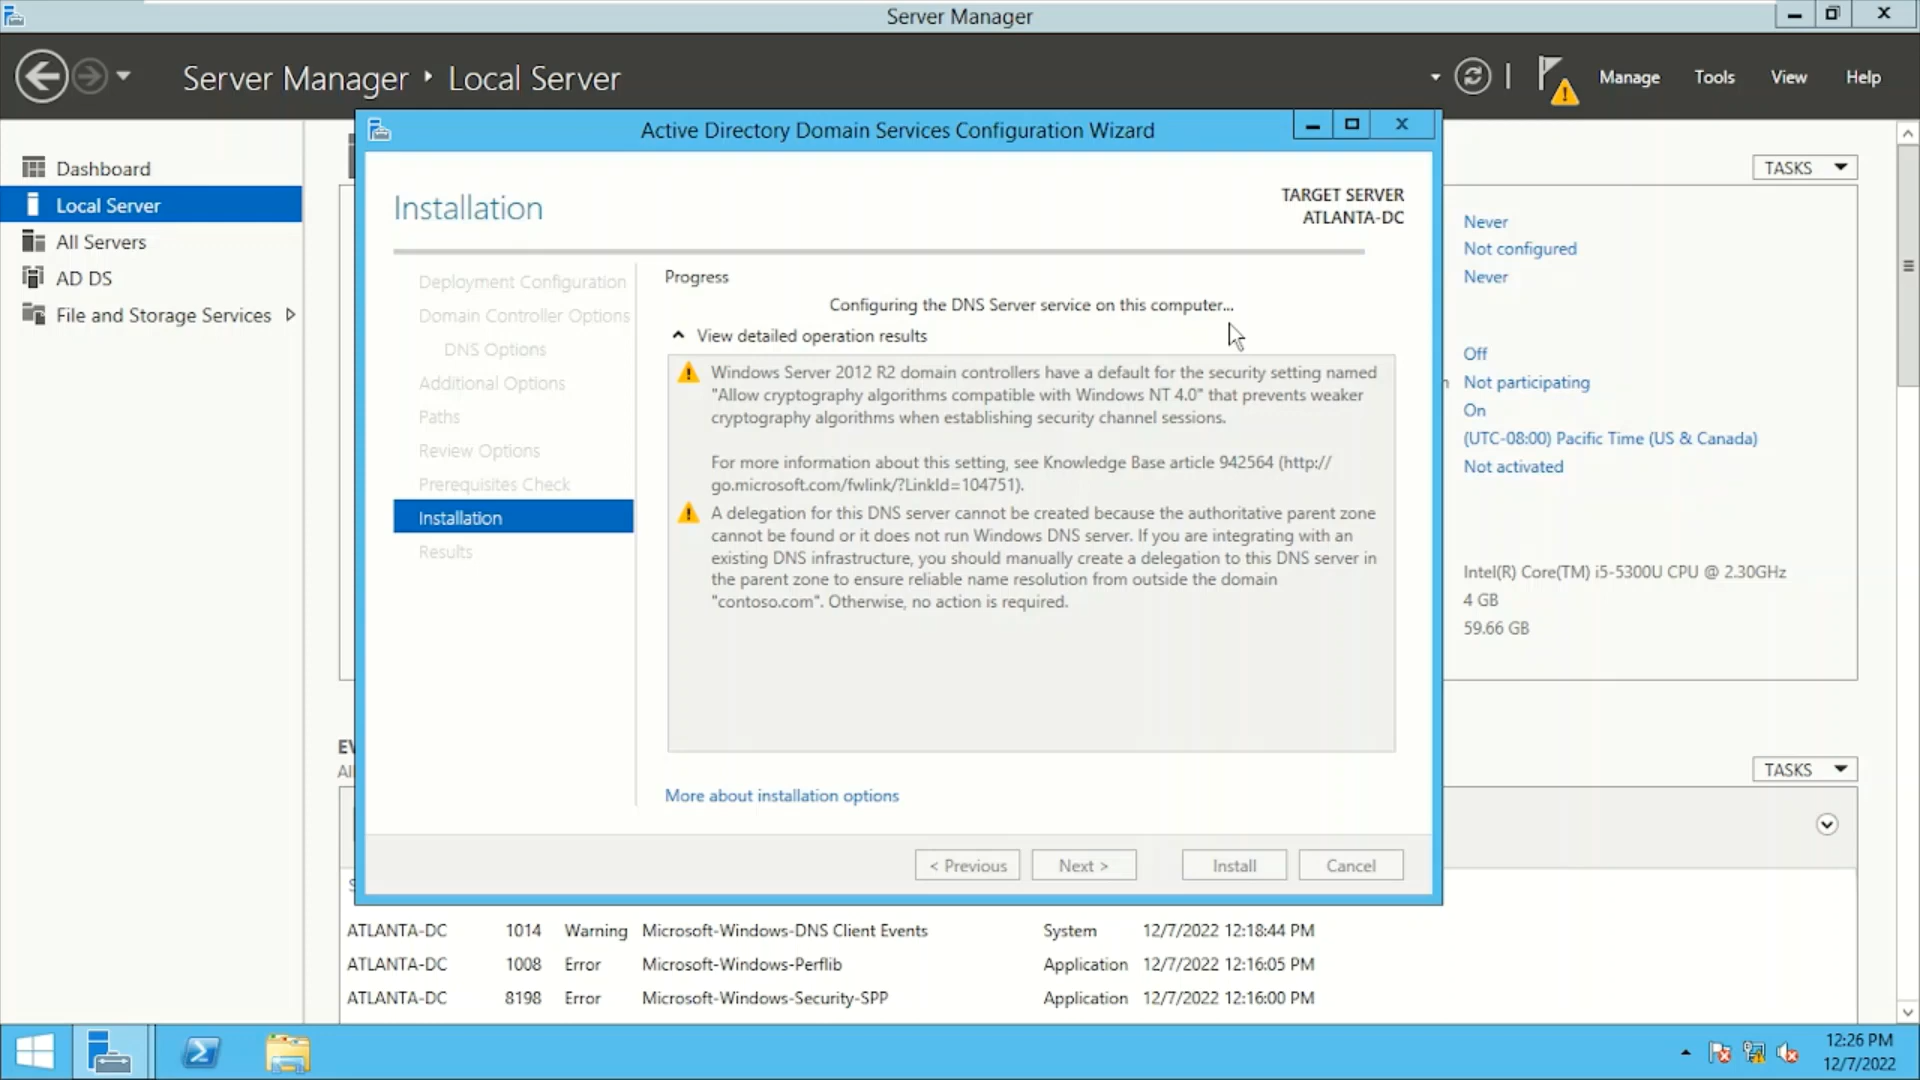 Server Manager
Server Manager
Local Server
Manage
Tools
View
Help
Dashboard
Local Server
All Servers
AD DS
File and Storage Services
Active Directory Domain Services Configuration Wizard
Installation
TARGET SERVER
ATLANTA-DC
Deployment Configuration
Domain Controller Options
DNS Options
Additional Options
Paths
Review Options
Prerequisites Check
Installation
Results
Progress
Configuring the DNS Server service on this computer...
View detailed operation results
Windows Server 2012 R2 domain controllers have a default for the security setting named
"Allow cryptography algorithms compatible with Windows NT 4.0" that prevents weaker
cryptography algorithms when establishing security channel sessions.
For more information about this setting, see Knowledge Base article 942564 (http://
go.microsoft.com/fwlink/?LinkId=104751).
A delegation for this DNS server cannot be created because the authoritative parent zone
cannot be found or it does not run Windows DNS server. If you are integrating with an
existing DNS infrastructure, you should manually create a delegation to this DNS server in
the parent zone to ensure reliable name resolution from outside the domain
"contoso.com". Otherwise, no action is required.
More about installation options
< Previous
Next >
Install
Cancel
TASKS
Never
Not configured
Never
Off
Not participating
On
(UTC-08:00) Pacific Time (US & Canada)
Not activated
Intel(R) Core(TM) i5-5300U CPU @ 2.30GHz
4 GB
59.66 GB
TASKS
ATLANTA-DC 1014 Warning Microsoft-Windows-DNS Client Events System 12/7/2022 12:18:44 PM
ATLANTA-DC 1008 Error Microsoft-Windows-Perflib Application 12/7/2022 12:16:05 PM
ATLANTA-DC 8198 Error Microsoft-Windows-Security-SPP Application 12/7/2022 12:16:00 PM
12:26 PM
12/7/2022